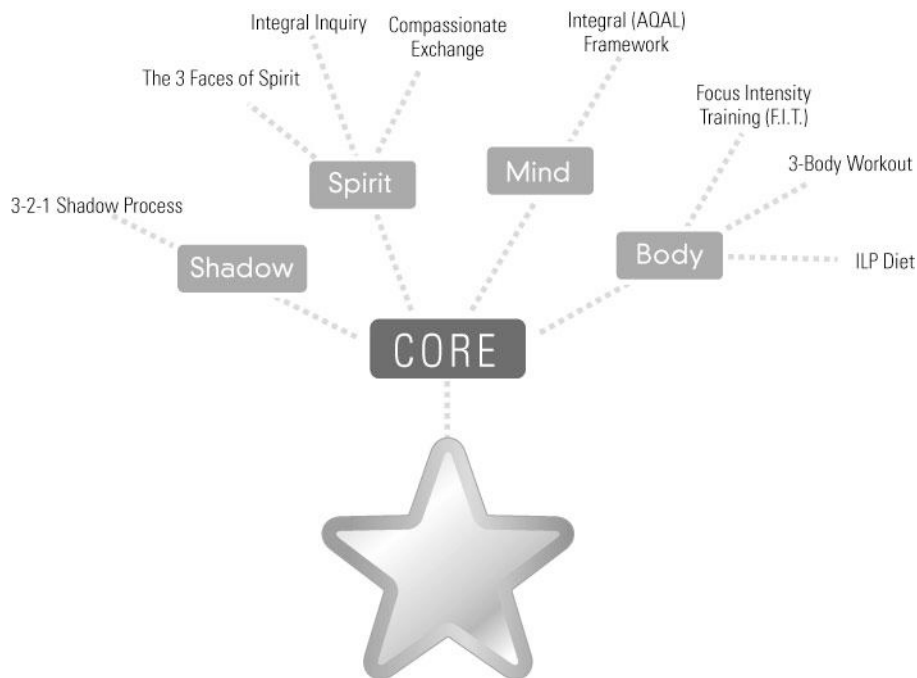 Integral Inquiry
Compassionate
Exchange
Integral (AQAL)
Framework
The 3 Faces of Spirit
Focus Intensity
Training (F.I.T.)
Spirit
Mind
3-Body Workout
3-2-1 Shadow Process
Shadow
Body
ILP Diet
CORE